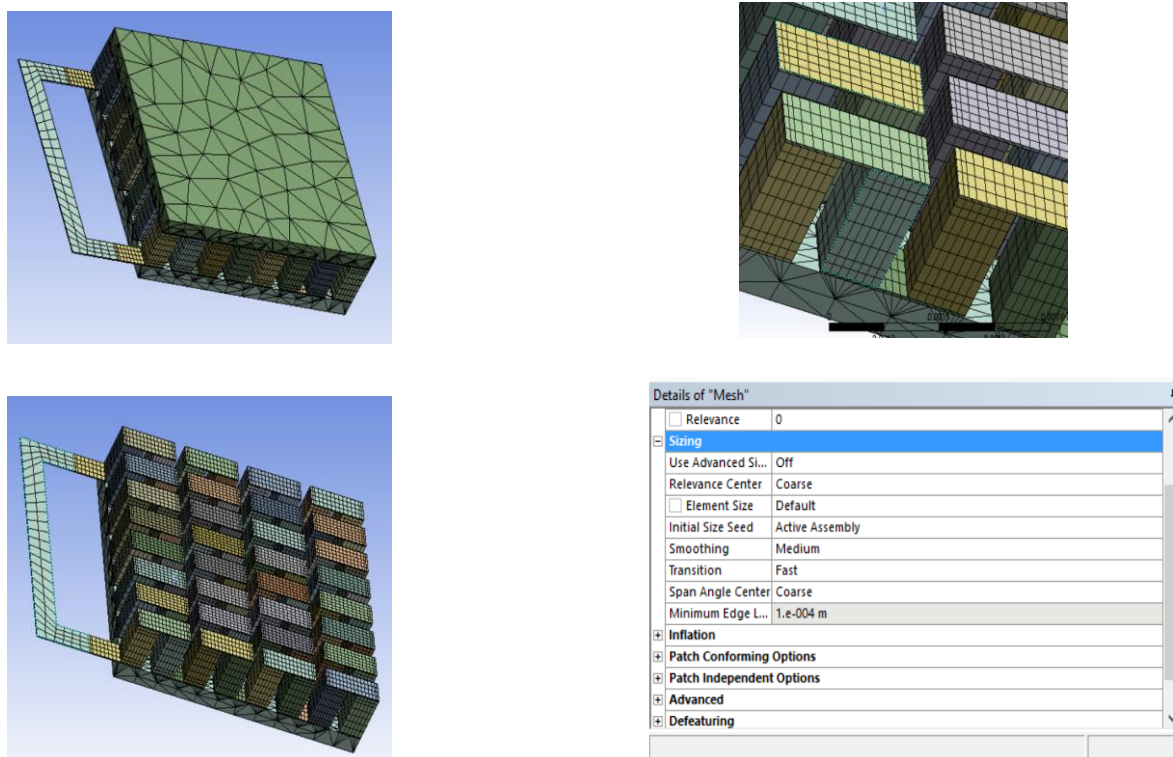 Details of "Mesh"
Relevance 0
Sizing
Use Advanced Si... Off
Relevance Center Coarse
Element Size Default
Initial Size Seed Active Assembly
Smoothing Medium
Transition Fast
Span Angle Center Coarse
Minimum Edge L... 1.e-004 m
Inflation
Patch Conforming Options
Patch Independent Options
Advanced
Defeaturing